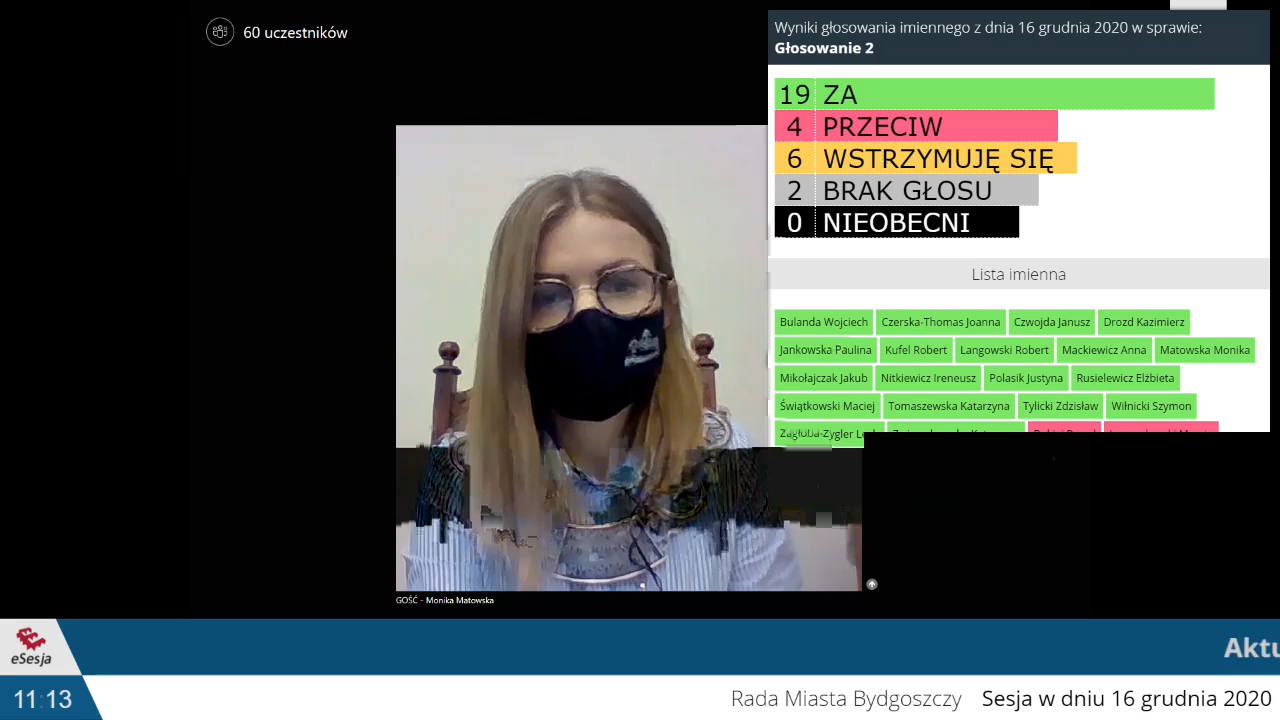 60 uczestników
Wyniki głosowania imiennego z dnia 16 grudnia 2020 w sprawie:
Głosowanie 2
19 ZA
4 PRZECIW
6 WSTRZYMUJĘ SIĘ
2 BRAK GŁOSU
0 NIEOBECNI
Lista imienna
Bulanda Wojciech Czerska-Thomas Joanna Czwojda Janusz Drozd Kazimierz
Jankowska Paulina Kufel Robert Langowski Robert Mackiewicz Anna Matowska Monika
Mikołajczak Jakub Nitkiewicz Ireneusz Polasik Justyna Rusielewicz Elżbieta
Świątkowski Maciej Tomaszewska Katarzyna Tylicki Zdzisław Wiłnicki Szymon
GOŚĆ - Monika Matowska
eSesja
Aktu
11:13
Rada Miasta Bydgoszczy Sesja w dniu 16 grudnia 2020